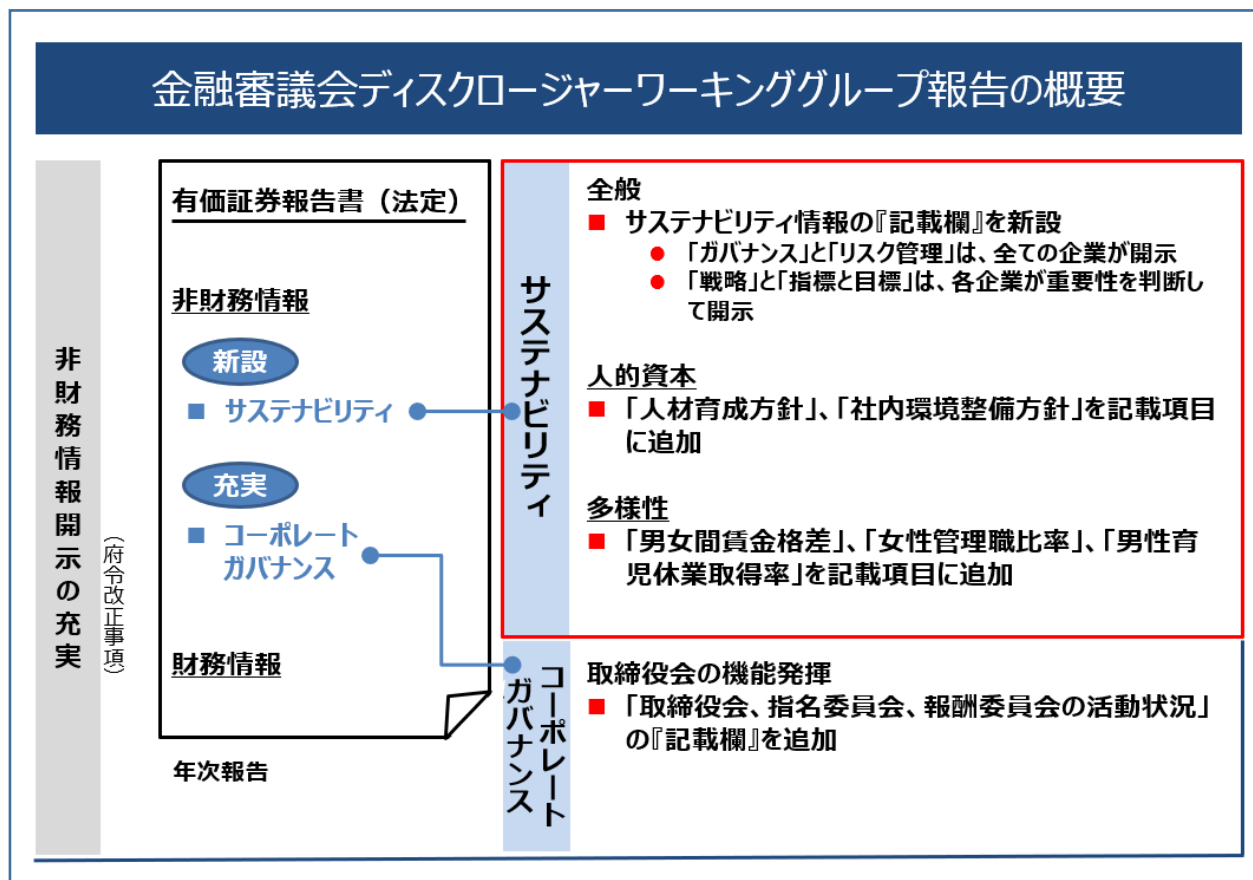 金融審議会ディスクロージャーワーキンググループ報告の概要
非財務情報開示の充実
（府令改正事項）
有価証券報告書（法定）
非財務情報
新設
■ サステナビリティ
充実
■ コーポレート
ガバナンス
財務情報
年次報告
サステナビリティ
全般
■ サステナビリティ情報の『記載欄』を新設
● 「ガバナンス」と「リスク管理」は、全ての企業が開示
● 「戦略」と「指標と目標」は、各企業が重要性を判断し
て開示
人的資本
■ 「人材育成方針」、「社内環境整備方針」を記載項目
に追加
多様性
■ 「男女間賃金格差」、「女性管理職比率」、「男性育
児休業取得率」を記載項目に追加
コーポレート
ガバナンス
取締役会の機能発揮
■ 「取締役会、指名委員会、報酬委員会の活動状況」
の『記載欄』を追加